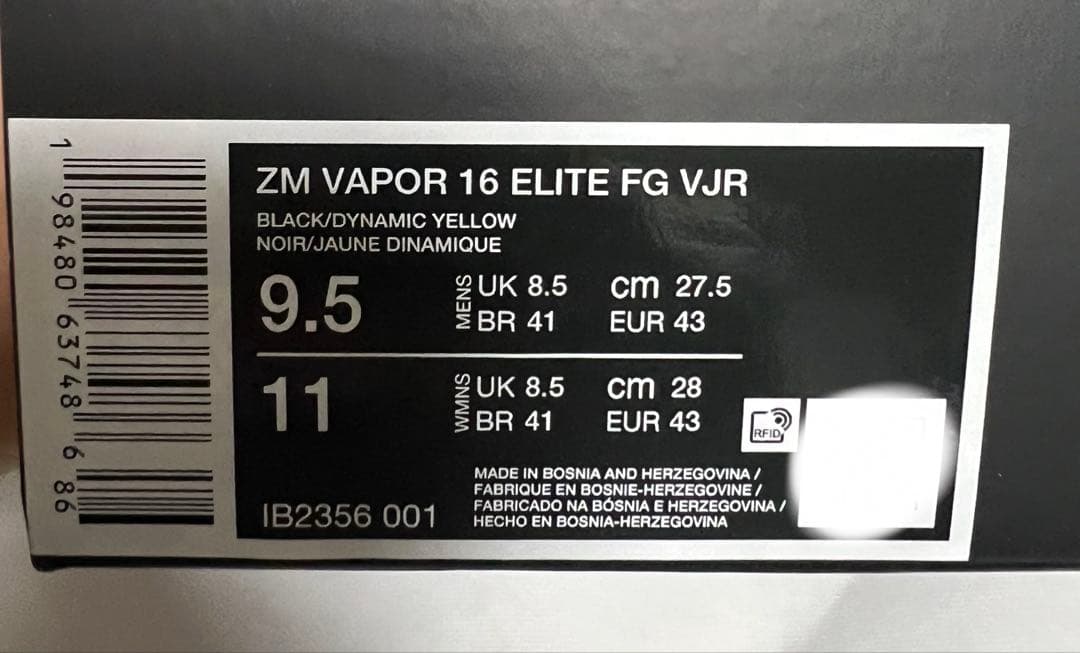 ZM VAPOR 16 ELITE FG VJR
BLACK/DYNAMIC YELLOW
NOIR/JAUNE DINAMIQUE
9.5 MENS UK 8.5 cm 27.5
BR 41 EUR 43
11 WMNS UK 8.5 cm 28
BR 41 EUR 43
RFID
MADE IN BOSNIA AND HERZEGOVINA /
FABRIQUE EN BOSNIE-HERZEGOVINE /
FABRICADO NA BÓSNIA E HERZEGOVINA /
HECHO EN BOSNIA-HERZEGOVINA
IB2356 001
1 98480 63748 6 86